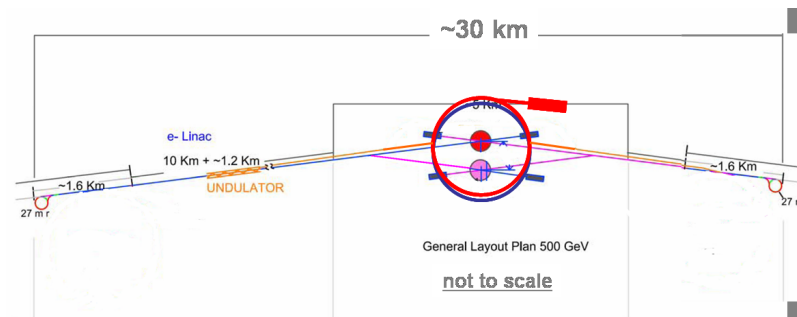 ~30 km
e- Linac
10 Km + ~1.2 Km
UNDULATOR
~1.6 Km
~1.6 Km
27 m r
27
General Layout Plan 500 GeV
not to scale